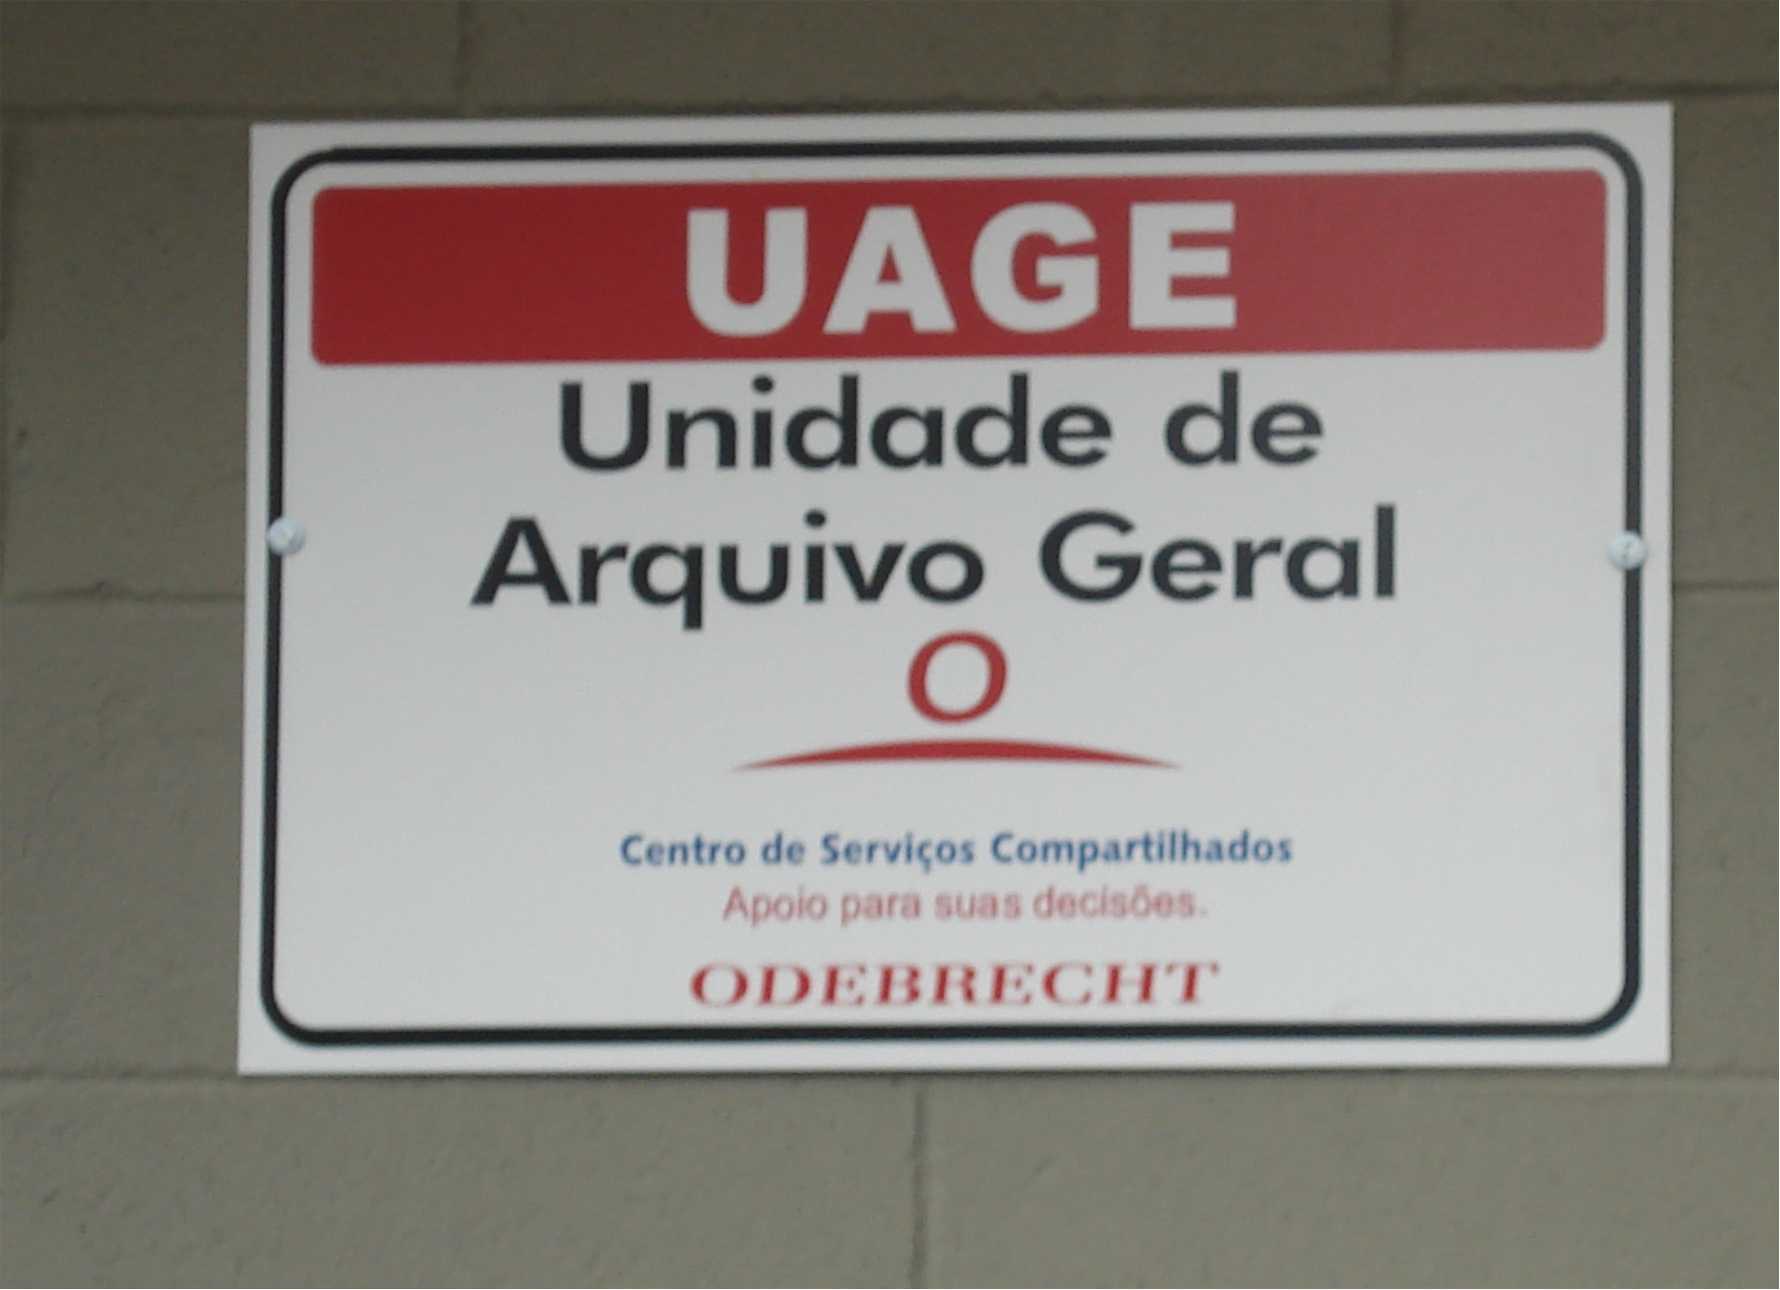 UAGE
Unidade de
Arquivo Geral
O
Centro de Serviços Compartilhados
Apoio para suas decisões.
ODEBRECHT